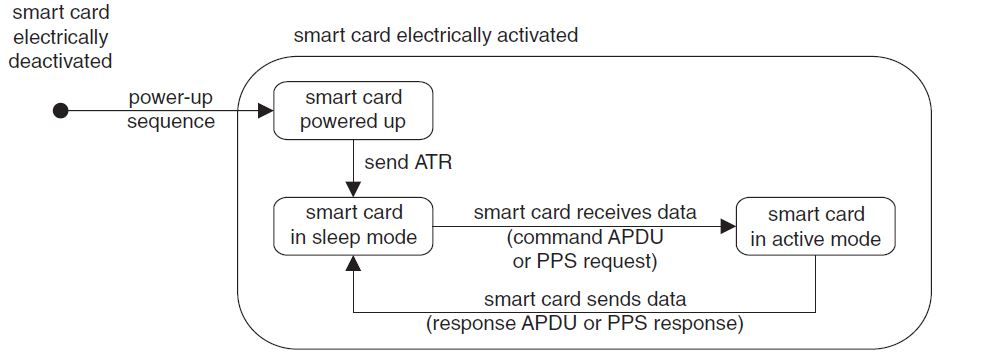 smart card
electrically
deactivated
smart card electrically activated
power-up
sequence
smart card
powered up
send ATR
smart card
in sleep mode
smart card receives data
(command APDU
or PPS request)
smart card
in active mode
smart card sends data
(response APDU or PPS response)